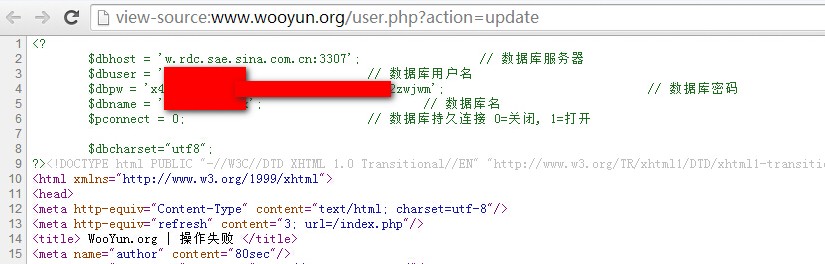 view-source:www.wooyun.org/user.php?action=update
1 <?
2 $dbhost = 'w.rdc.sae.sina.com.cn:3307'; // 数据库服务器
3 $dbuser = ' // 数据库用户名
4 $dbpw = 'x4 2zwjwm'; // 数据库密码
5 $dbname = ' '; // 数据库名
6 $pconnect = 0; // 数据库持久连接 0=关闭, 1=打开
7
8 $dbcharset="utf8";
9 ?><!DOCTYPE html PUBLIC "-//W3C//DTD XHTML 1.0 Transitional//EN" "http://www.w3.org/TR/xhtml1/DTD/xhtml1-transitio
10 <html xmlns="http://www.w3.org/1999/xhtml">
11 <head>
12 <meta http-equiv="Content-Type" content="text/html; charset=utf-8"/>
13 <meta http-equiv="refresh" content="3; url=/index.php"/>
14 <title> WooYun.org | 操作失败 </title>
15 <meta name="author" content="80sec"/>